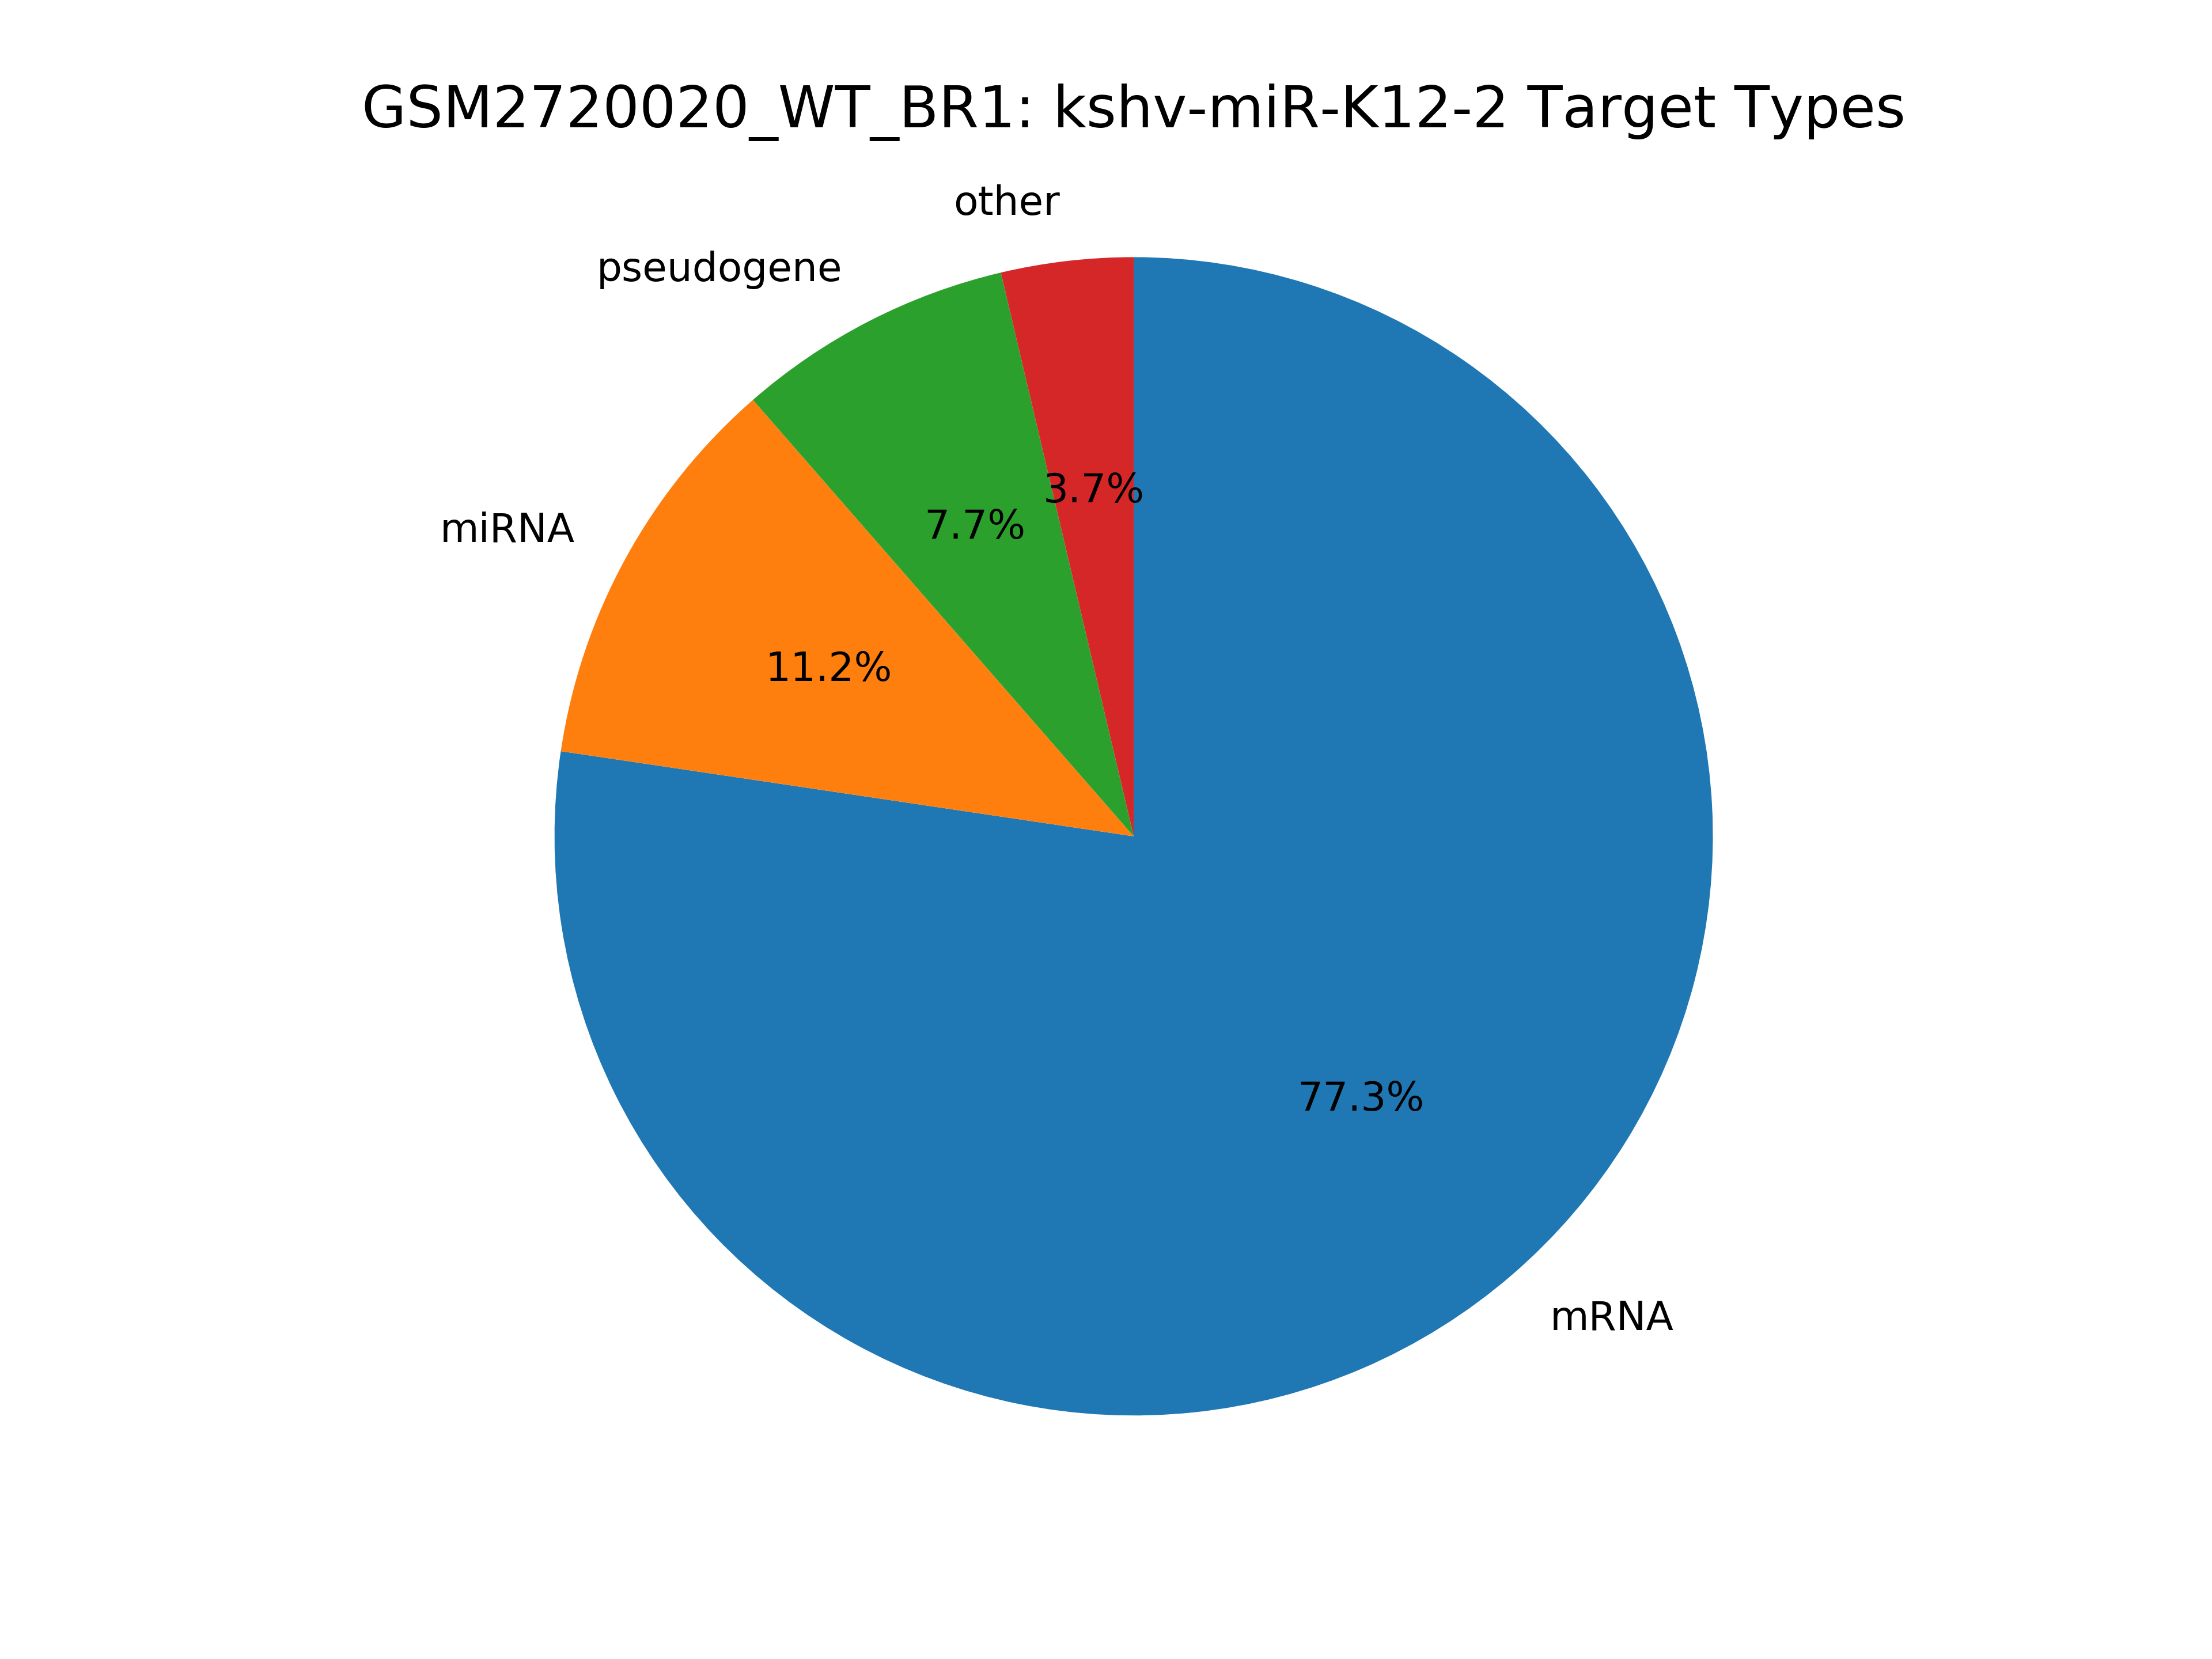 GSM2720020_WT_BR1: kshv-miR-K12-2 Target Types
other
pseudogene
3.7%
7.7%
miRNA
11.2%
77.3%
mRNA